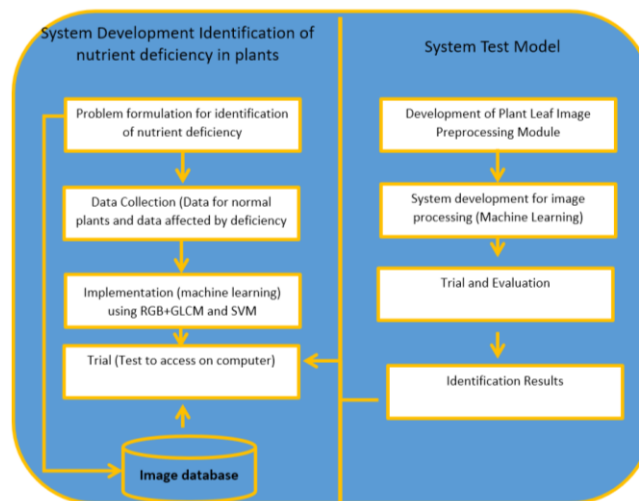 System Development Identification of
nutrient deficiency in plants
Problem formulation for identification
of nutrient deficiency
Data Collection (Data for normal
plants and data affected by deficiency
Implementation (machine learning)
using RGB+GLCM and SVM
Trial (Test to access on computer)
Image database
System Test Model
Development of Plant Leaf Image
Preprocessing Module
System development for image
processing (Machine Learning)
Trial and Evaluation
Identification Results